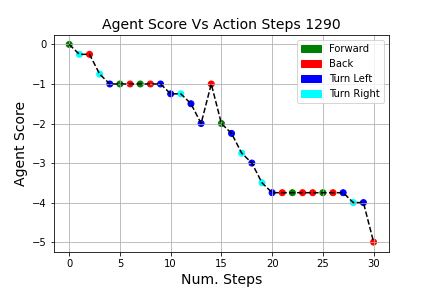 Agent Score Vs Action Steps 1290
Forward
Back
Turn Left
Turn Right
0
−1
−2
−3
−4
−5
Agent Score
0 5 10 15 20 25 30
Num. Steps